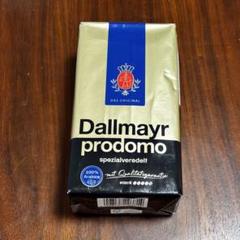 DAS ORIGINAL
Dallmayr
prodomo
spezialveredelt
mit Qualitätsgarantie
100%
Arabica
stark